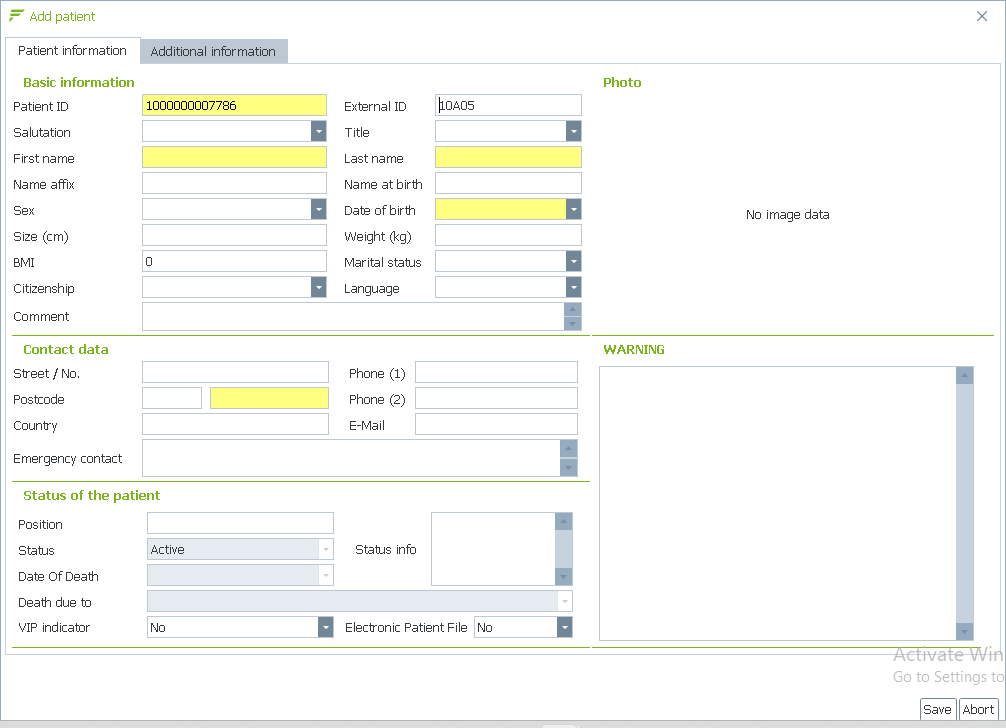 Add patient
Patient information Additional information
Basic information Photo
Patient ID 1000000007786 External ID 10A05
Salutation Title
First name Last name
Name affix Name at birth
Sex Date of birth No image data
Size (cm) Weight (kg)
BMI 0 Marital status
Citizenship Language
Comment
Contact data WARNING
Street / No. Phone (1)
Postcode Phone (2)
Country E-Mail
Emergency contact
Status of the patient
Position
Status Active Status info
Date Of Death
Death due to
VIP indicator No Electronic Patient File No
Activate Win
Go to Settings to
Save Abort